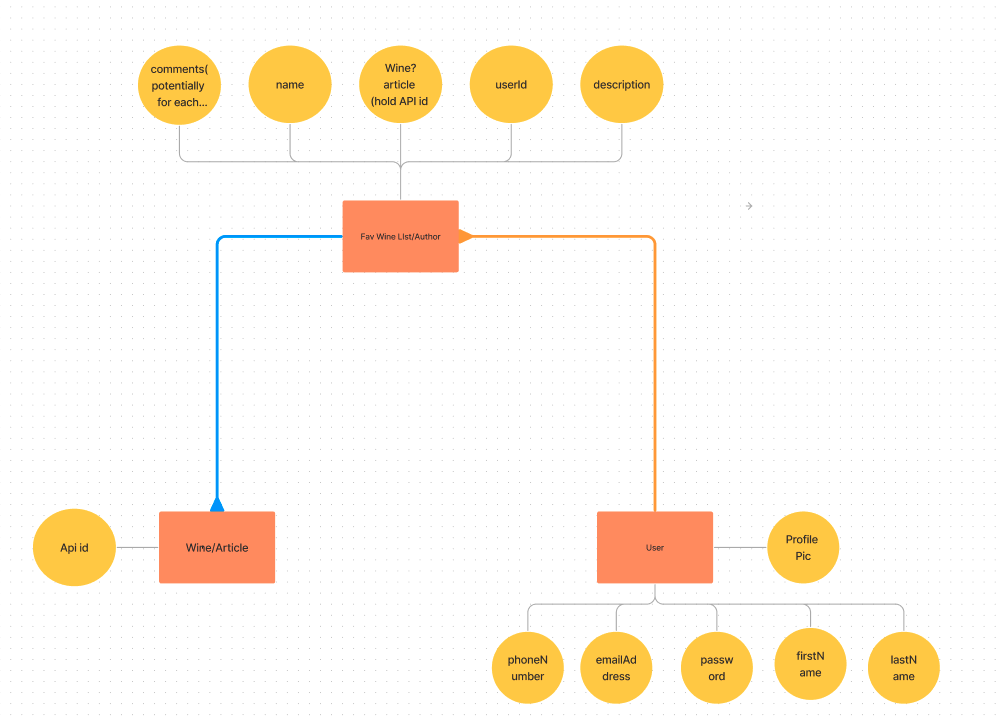 comments(
potentially
for each...
name
Wine?
article
(hold API id
userId
description
Fav Wine LIst/Author
Api id
Wine/Article
User
Profile
Pic
phoneN
umber
emailAd
dress
passw
ord
firstN
ame
lastN
ame